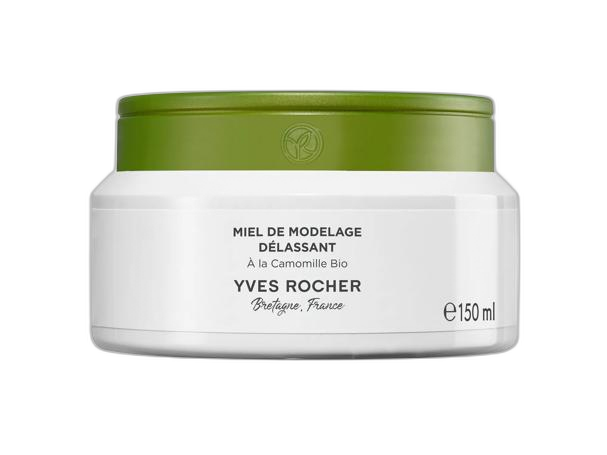 MIEL DE MODELAGE
DÉLASSANT
À la Camomille Bio
YVES ROCHER
Bretagne, France
℮150 ml